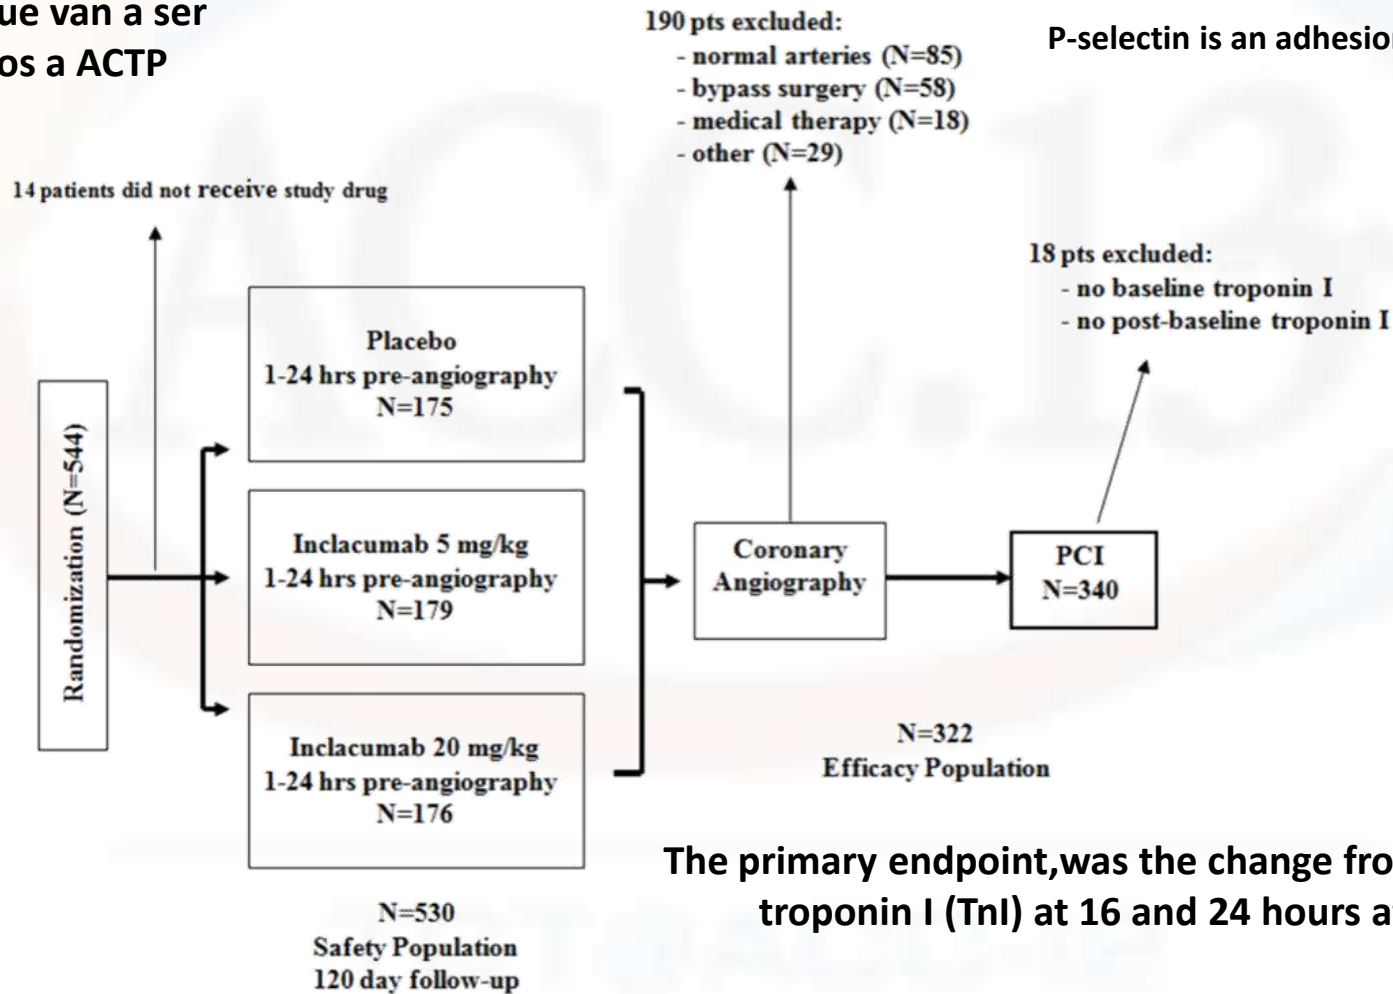 ue van a ser
os a ACTP
190 pts excluded:
- normal arteries (N=85)
- bypass surgery (N=58)
- medical therapy (N=18)
- other (N=29)
P-selectin is an adhesion
14 patients did not receive study drug
18 pts excluded:
- no baseline troponin I
- no post-baseline troponin I
Randomization (N=544)
Placebo
1-24 hrs pre-angiography
N=175
Inclacumab 5 mg/kg
1-24 hrs pre-angiography
N=179
Inclacumab 20 mg/kg
1-24 hrs pre-angiography
N=176
Coronary
Angiography
PCI
N=340
N=322
Efficacy Population
The primary endpoint,was the change fro
troponin I (TnI) at 16 and 24 hours a
N=530
Safety Population
120 day follow-up
ACC.13